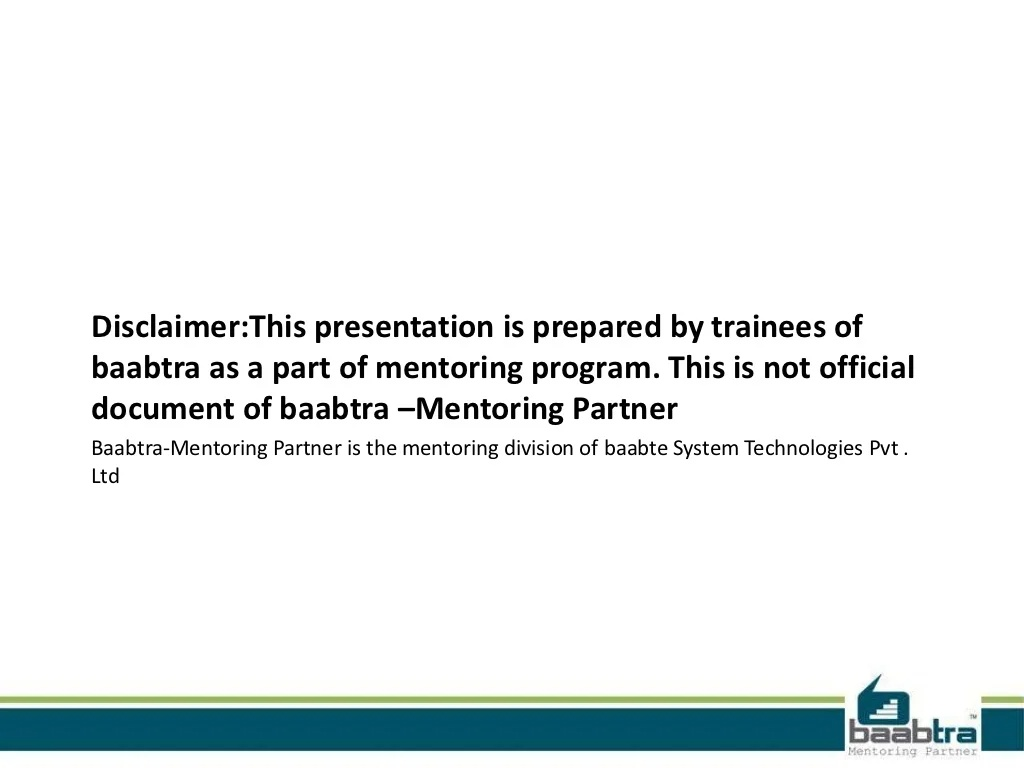 Disclaimer:This presentation is prepared by trainees of
baabtra as a part of mentoring program. This is not official
document of baabtra –Mentoring Partner
Baabtra-Mentoring Partner is the mentoring division of baabte System Technologies Pvt .
Ltd
baabtra™
Mentoring Partner